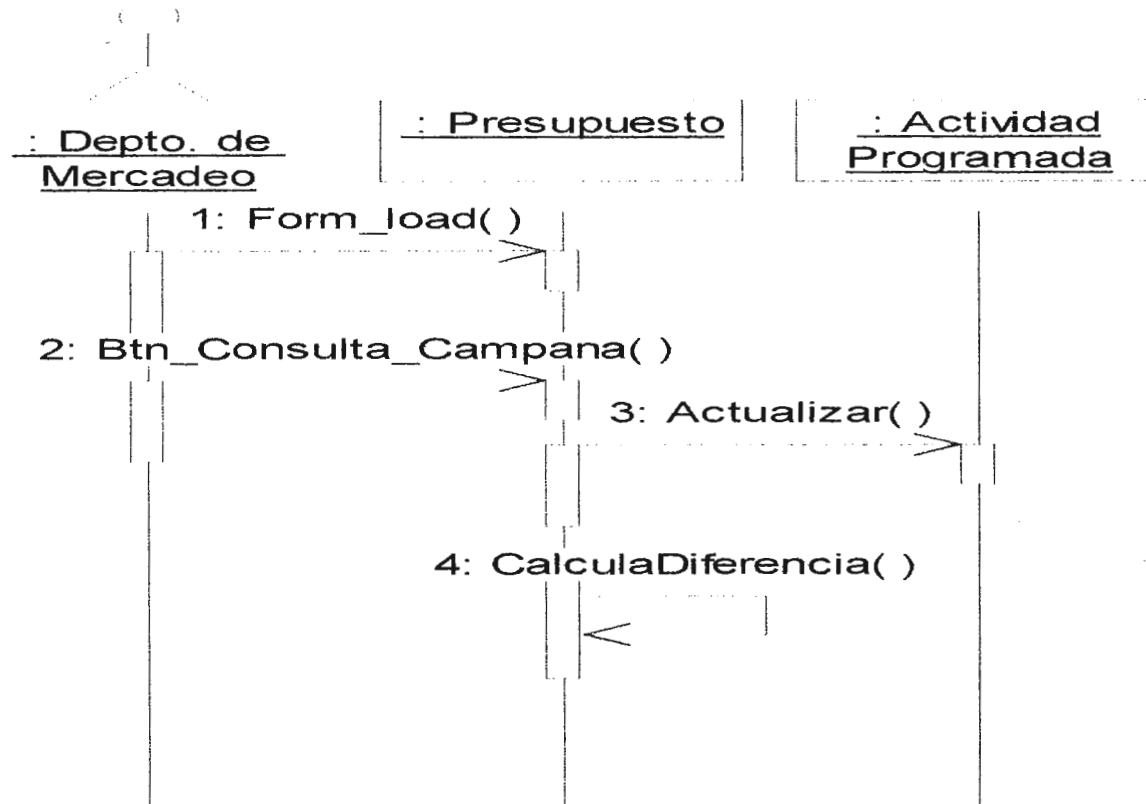 : Depto. de
Mercadeo
: Presupuesto
: Actividad
Programada
1: Form_load( )
2: Btn_Consulta_Campana( )
3: Actualizar( )
4: CalculaDiferencia( )